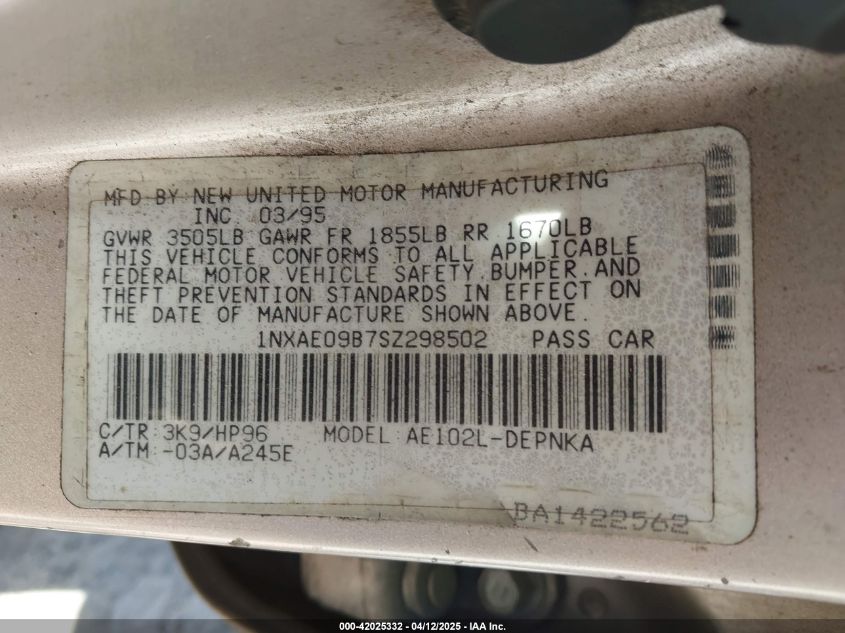 MFD BY NEW UNITED MOTOR MANUFACTURING
INC 03/95
GVWR 3505LB GAWR FR 1855LB RR 1670LB
THIS VEHICLE CONFORMS TO ALL APPLICABLE
FEDERAL MOTOR VEHICLE SAFETY, BUMPER, AND
THEFT PREVENTION STANDARDS IN EFFECT ON
THE DATE OF MANUFACTURE SHOWN ABOVE.
1NXAE09B7SZ298502 PASS CAR
C/TR 3K9/HP96 MODEL AE102L-DEPNKA
A/TM -03A/A245E
BA1422562
000-42025332 - 04/12/2025 - IAA Inc.